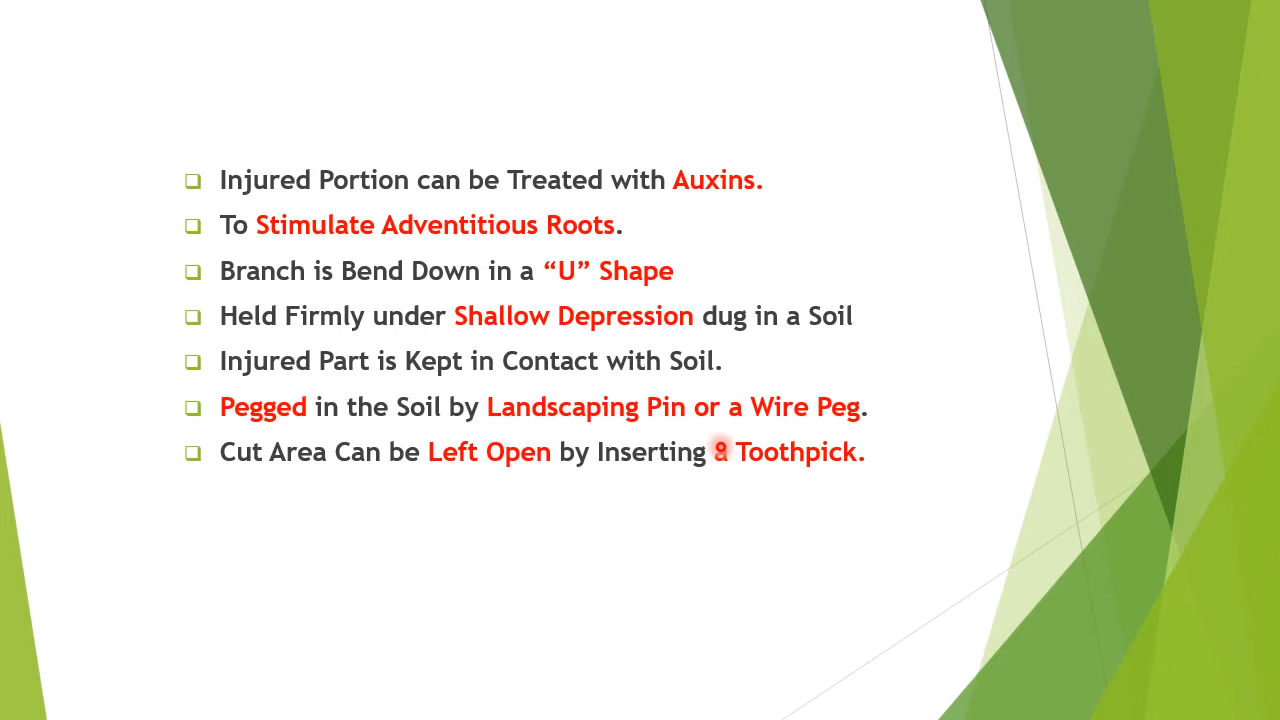 Injured Portion can be Treated with Auxins.
To Stimulate Adventitious Roots.
Branch is Bend Down in a “U” Shape
Held Firmly under Shallow Depression dug in a Soil
Injured Part is Kept in Contact with Soil.
Pegged in the Soil by Landscaping Pin or a Wire Peg.
Cut Area Can be Left Open by Inserting a Toothpick.